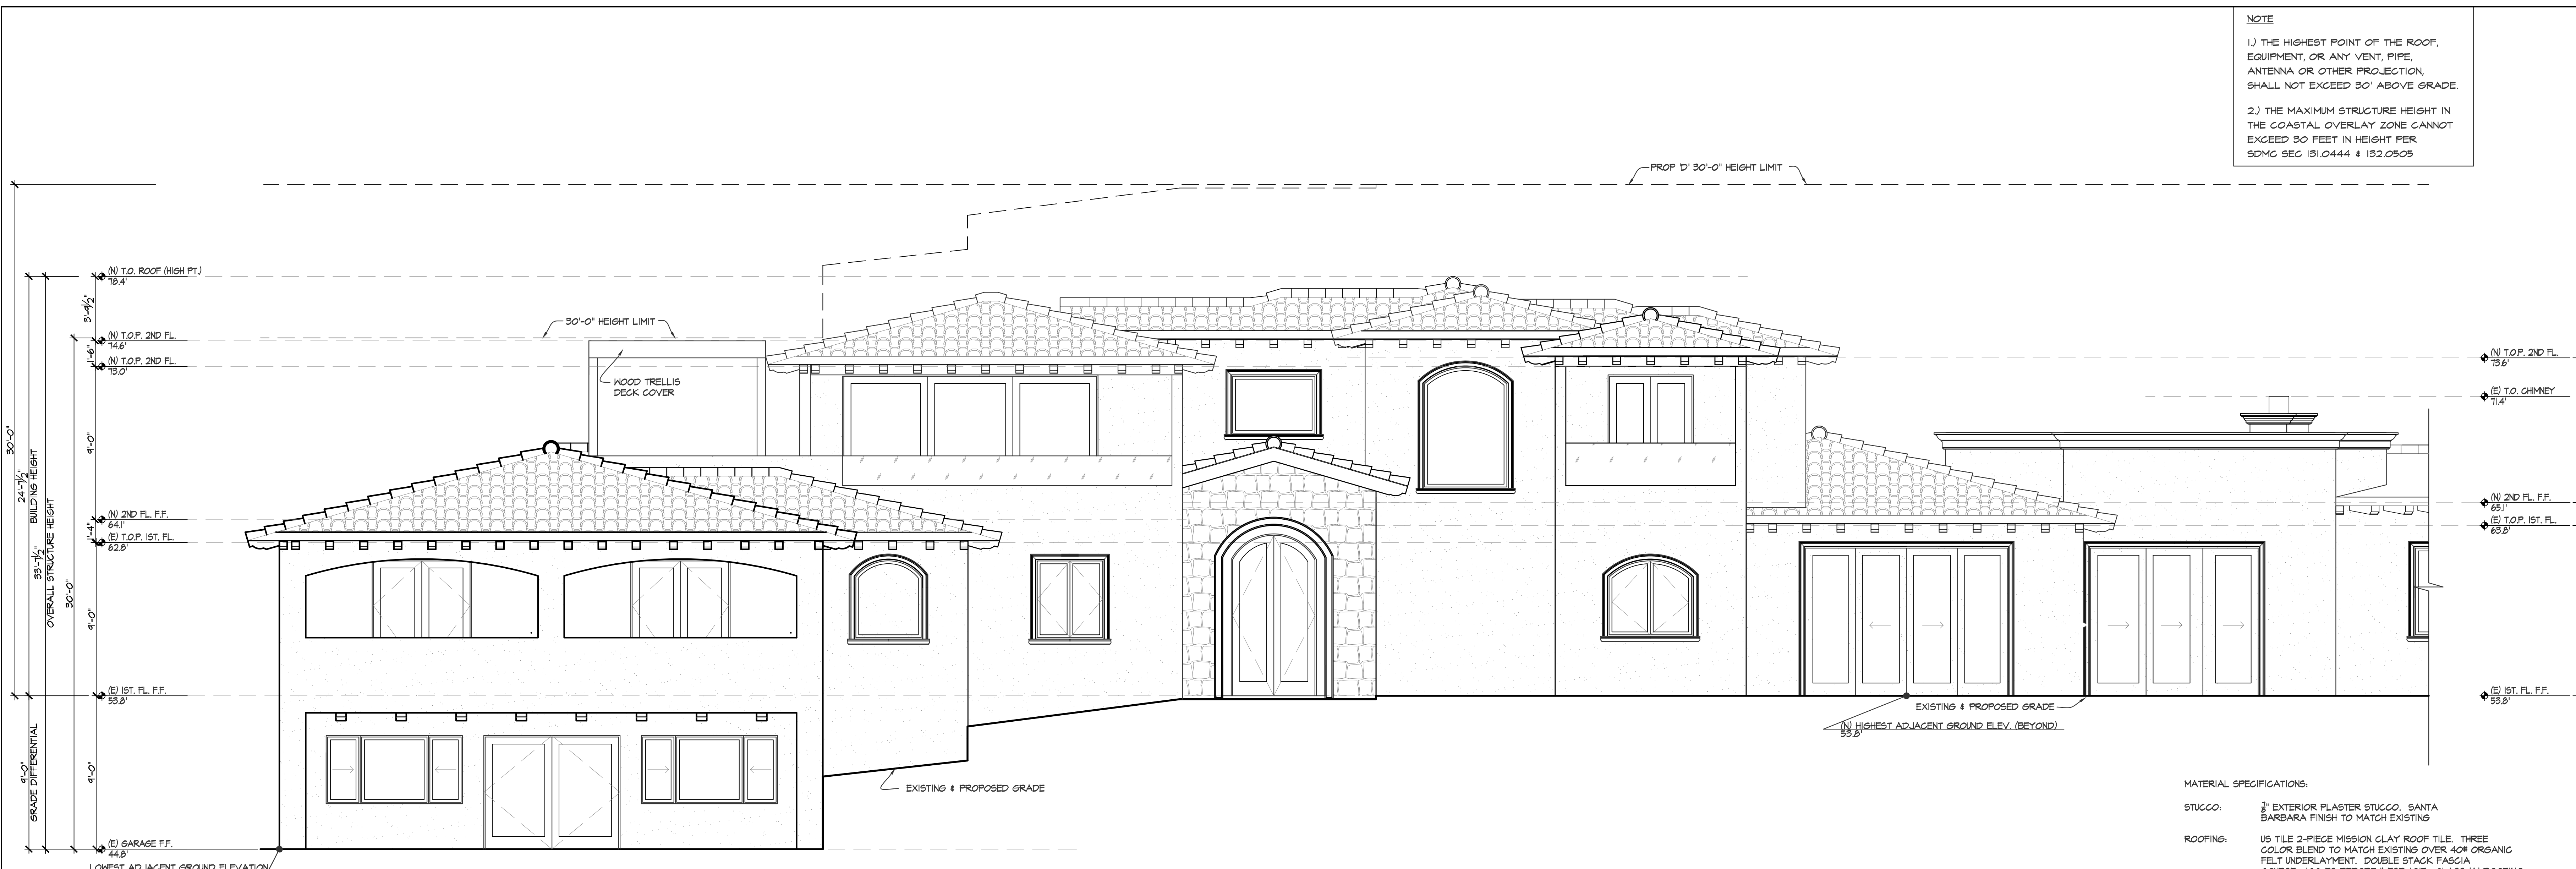 NOTE
1.) THE HIGHEST POINT OF THE ROOF,
EQUIPMENT, OR ANY VENT, PIPE,
ANTENNA OR OTHER PROJECTION,
SHALL NOT EXCEED 30' ABOVE GRADE.
2.) THE MAXIMUM STRUCTURE HEIGHT IN
THE COASTAL OVERLAY ZONE CANNOT
EXCEED 30 FEET IN HEIGHT PER
SDMC SEC 131.0444 & 132.0505
PROP 'D' 30'-0" HEIGHT LIMIT
(N) T.O. ROOF (HIGH PT.)
78.4'
3'-9 1/2"
30'-0" HEIGHT LIMIT
(N) T.O.P. 2ND FL.
74.6'
1'-6"
(N) T.O.P. 2ND FL.
73.0'
WOOD TRELLIS
DECK COVER
(N) T.O.P. 2ND FL.
73.6'
(E) T.O. CHIMNEY
71.4'
30'-0"
24'-7 1/2"
BUILDING HEIGHT
33'-7 1/2"
OVERALL STRUCTURE HEIGHT
30'-0"
9'-0"
(N) 2ND FL. F.F.
64.1'
1'-4"
(E) T.O.P. 1ST. FL.
62.8'
(N) 2ND FL. F.F.
65.1'
(E) T.O.P. 1ST. FL.
63.8'
9'-0"
(E) 1ST. FL. F.F.
53.8'
(E) 1ST. FL. F.F.
53.8'
EXISTING & PROPOSED GRADE
(N) HIGHEST ADJACENT GROUND ELEV. (BEYOND)
53.8'
9'-0"
GRADE DIFFERENTIAL
9'-0"
EXISTING & PROPOSED GRADE
(E) GARAGE F.F.
44.8'
LOWEST ADJACENT GROUND ELEVATION
MATERIAL SPECIFICATIONS:
STUCCO: 7/8" EXTERIOR PLASTER STUCCO. SANTA
BARBARA FINISH TO MATCH EXISTING
ROOFING: US TILE 2-PIECE MISSION CLAY ROOF TILE. THREE
COLOR BLEND TO MATCH EXISTING OVER 40# ORGANIC
FELT UNDERLAYMENT. DOUBLE STACK FASCIA